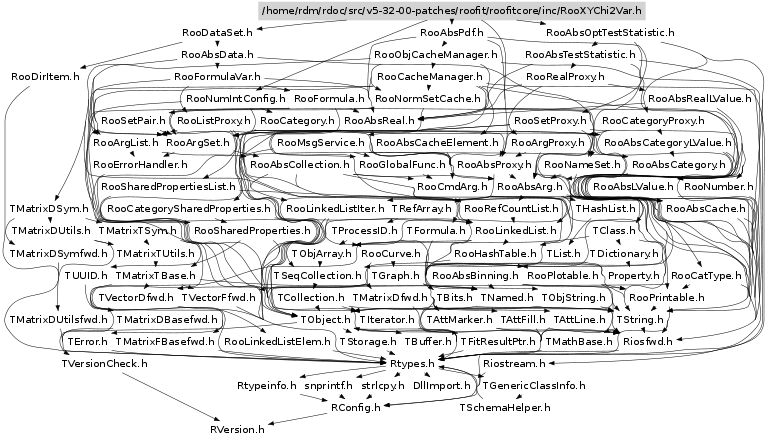 /home/rdm/rdoc/src/v5-32-00-patches/roofit/roofitcore/inc/RooXYChi2Var.h
RooDataSet.h RooAbsPdf.h RooAbsOptTestStatistic.h
RooAbsData.h RooObjCacheManager.h RooAbsTestStatistic.h
RooDirItem.h RooFormulaVar.h RooCacheManager.h RooRealProxy.h
RooNumIntConfig.h RooFormula.h RooNormSetCache.h RooAbsRealLValue.h
RooSetPair.h RooListProxy.h RooCategory.h RooAbsReal.h RooSetProxy.h RooCategoryProxy.h
RooArgList.h RooArgSet.h RooMsgService.h RooAbsCacheElement.h RooArgProxy.h RooAbsCategoryLValue.h
RooErrorHandler.h RooAbsCollection.h RooGlobalFunc.h RooAbsProxy.h RooNameSet.h RooAbsCategory.h
RooSharedPropertiesList.h RooCmdArg.h RooAbsArg.h RooAbsLValue.h RooNumber.h
TMatrixDSym.h RooCategorySharedProperties.h RooLinkedListIter.h TRefArray.h RooRefCountList.h THashList.h RooAbsCache.h
TMatrixDUtils.h TMatrixTSym.h RooSharedProperties.h TProcessID.h TFormula.h RooLinkedList.h TClass.h
TMatrixDSymfwd.h TMatrixTUtils.h TObjArray.h RooCurve.h RooHashTable.h TList.h TDictionary.h
TUUID.h TMatrixTBase.h TSeqCollection.h TGraph.h RooAbsBinning.h RooPlotable.h Property.h RooCatType.h
TVectorDfwd.h TVectorFfwd.h TCollection.h TMatrixDfwd.h TBits.h TNamed.h TObjString.h RooPrintable.h
TMatrixDUtilsfwd.h TMatrixDBasefwd.h TObject.h TIterator.h TAttMarker.h TAttFill.h TAttLine.h TString.h
TError.h TMatrixFBasefwd.h RooLinkedListElem.h TStorage.h TBuffer.h TFitResultPtr.h TMathBase.h Riosfwd.h
TVersionCheck.h Rtypes.h Riostream.h
Rtypeinfo.h snprintf.h strlcpy.h DllImport.h TGenericClassInfo.h
RConfig.h TSchemaHelper.h
RVersion.h